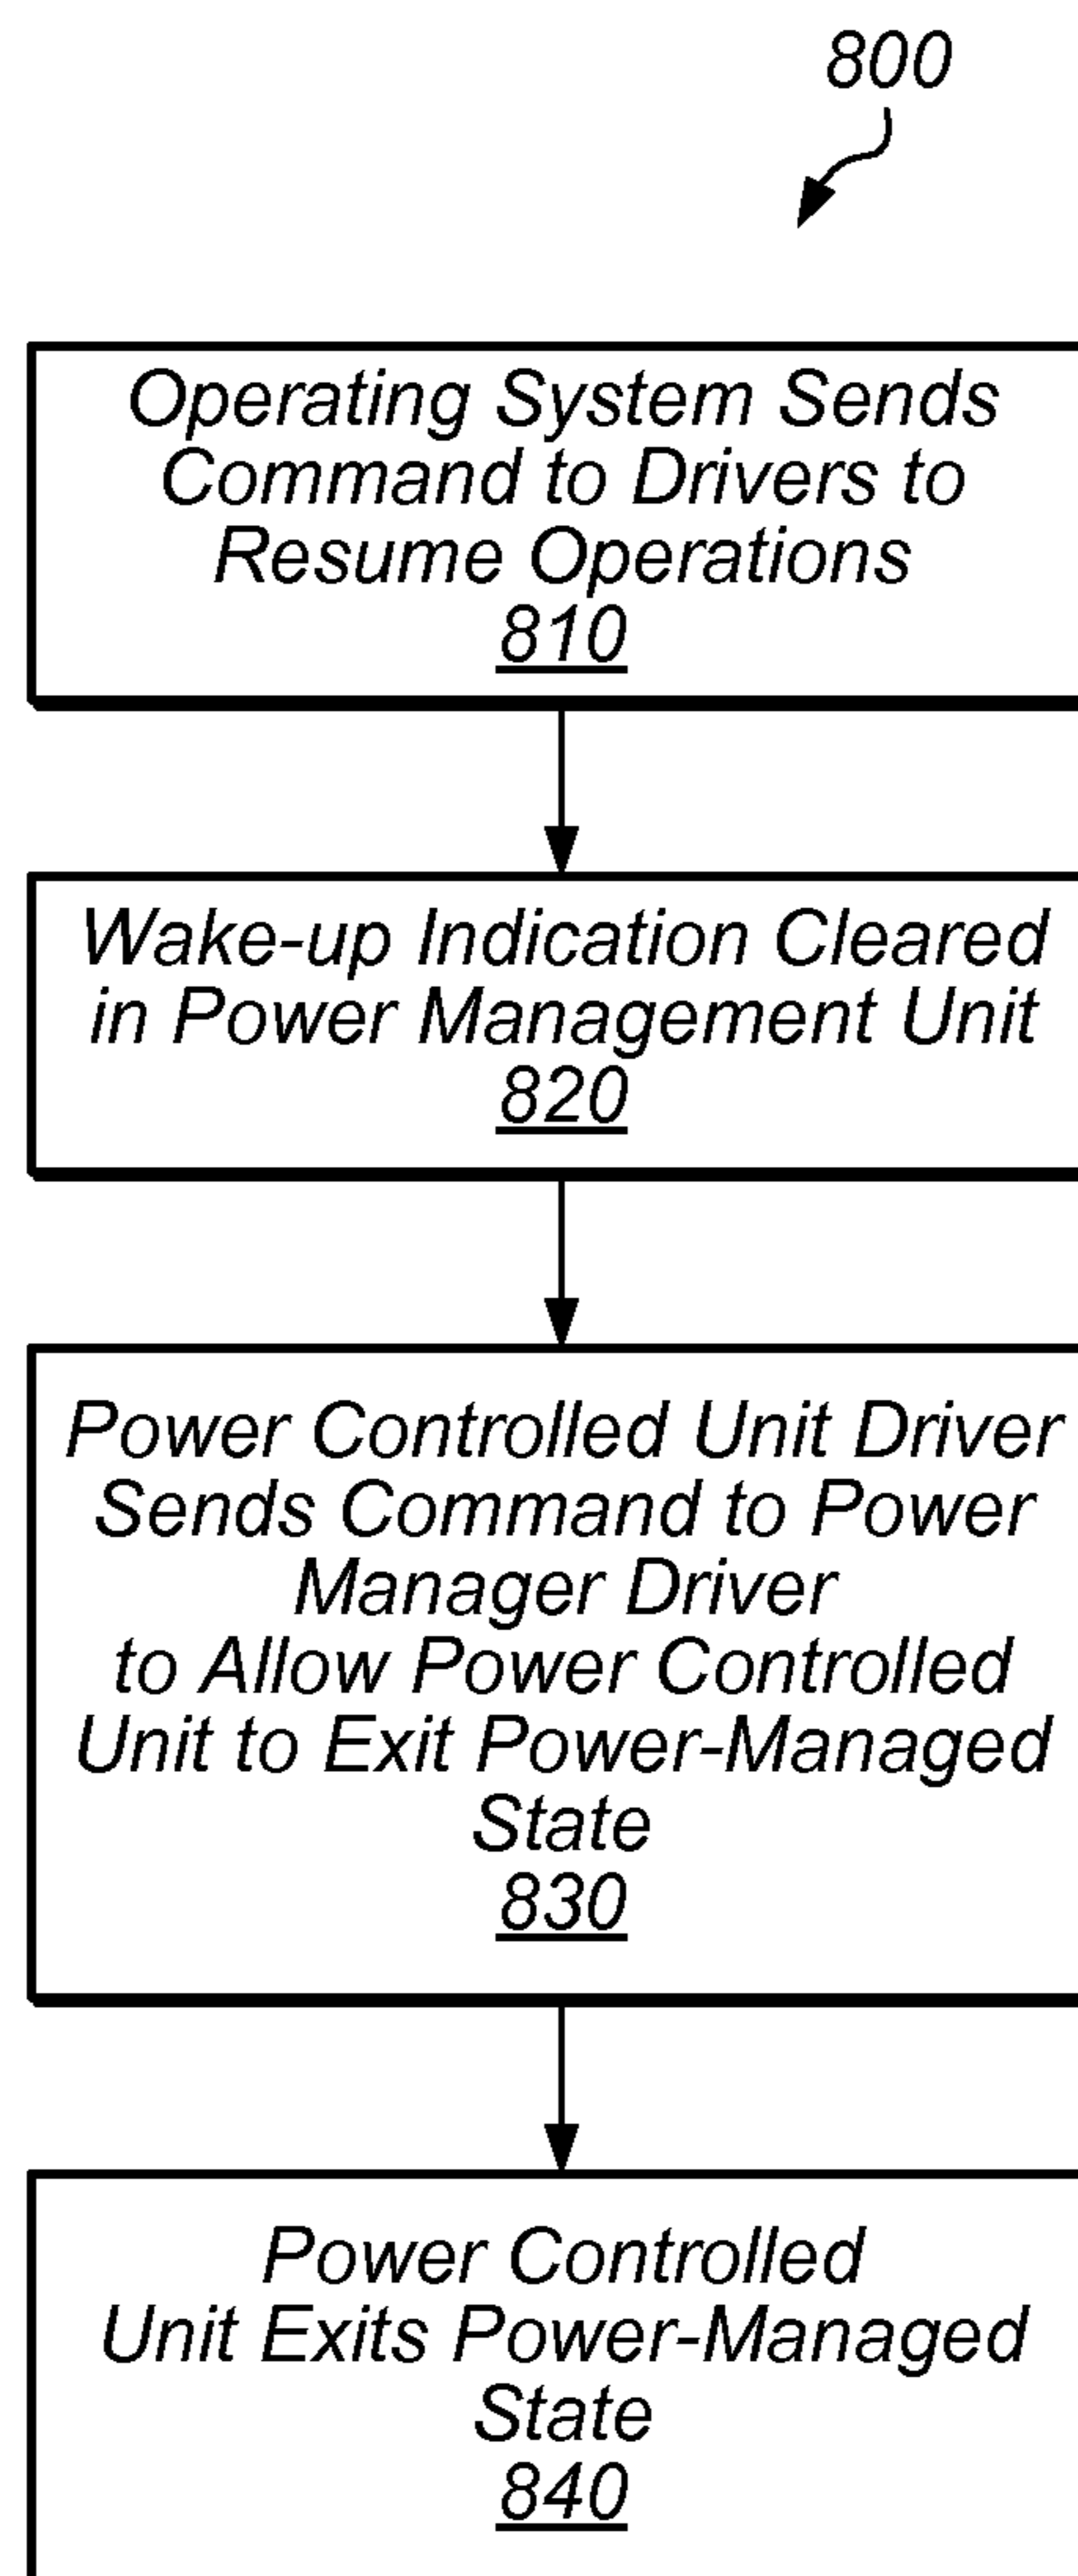 800
Operating System Sends
Command to Drivers to
Resume Operations
810
Wake-up Indication Cleared
in Power Management Unit
820
Power Controlled Unit Driver
Sends Command to Power
Manager Driver
to Allow Power Controlled
Unit to Exit Power-Managed
State
830
Power Controlled
Unit Exits Power-Managed
State
840